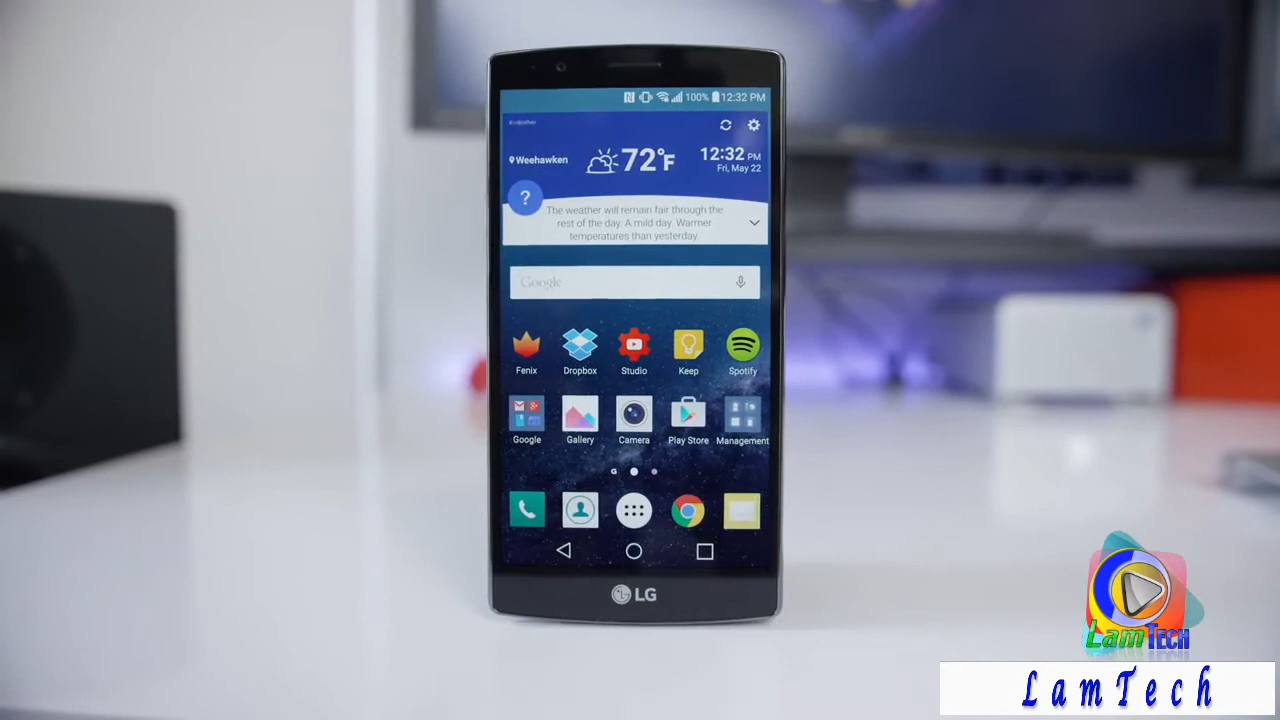 100% 12:32 PM
Weehawken 72°F 12:32 PM
Fri, May 22
?
The weather will remain fair through the
rest of the day. A mild day. Warmer
temperatures than yesterday.
Google
Fenix Dropbox Studio Keep Spotify
Google Gallery Camera Play Store Management
G
LG
LamTech
LamTech